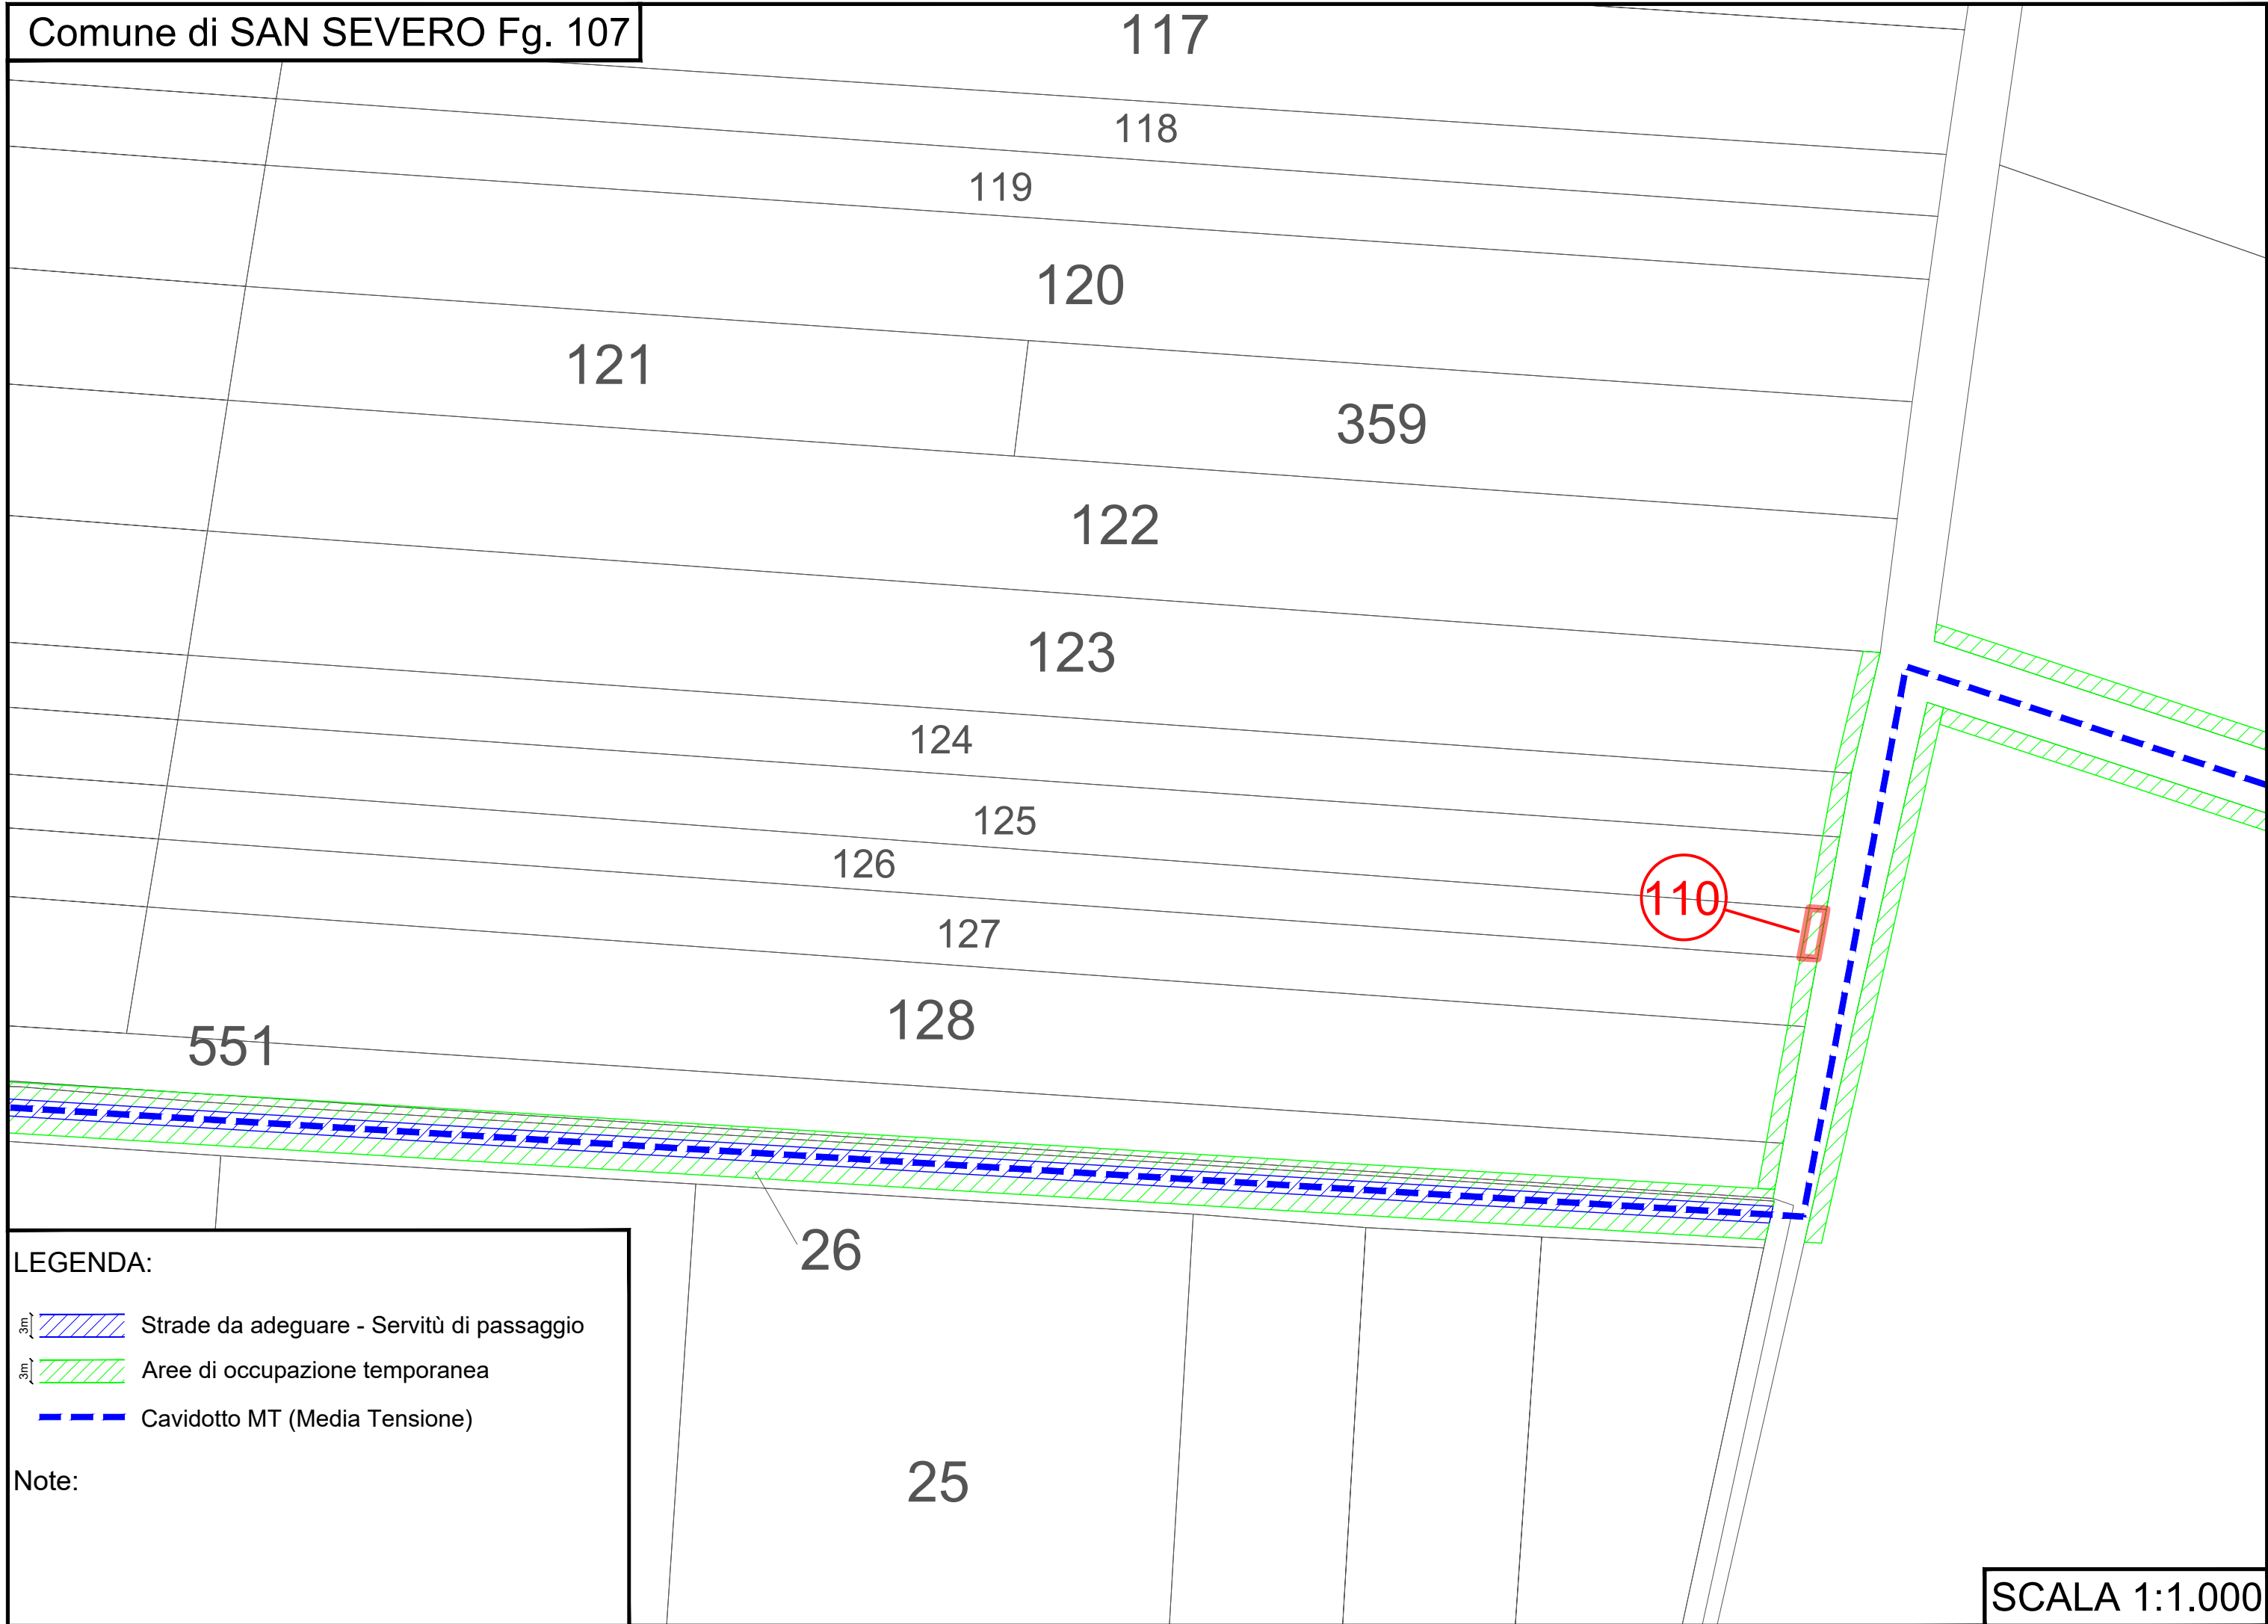 Comune di SAN SEVERO Fg. 107
117
118
119
120
121
359
122
123
124
125
126
110
127
128
551
26
25
LEGENDA:
3m Strade da adeguare - Servitù di passaggio
3m Aree di occupazione temporanea
Cavidotto MT (Media Tensione)
Note:
SCALA 1:1.000